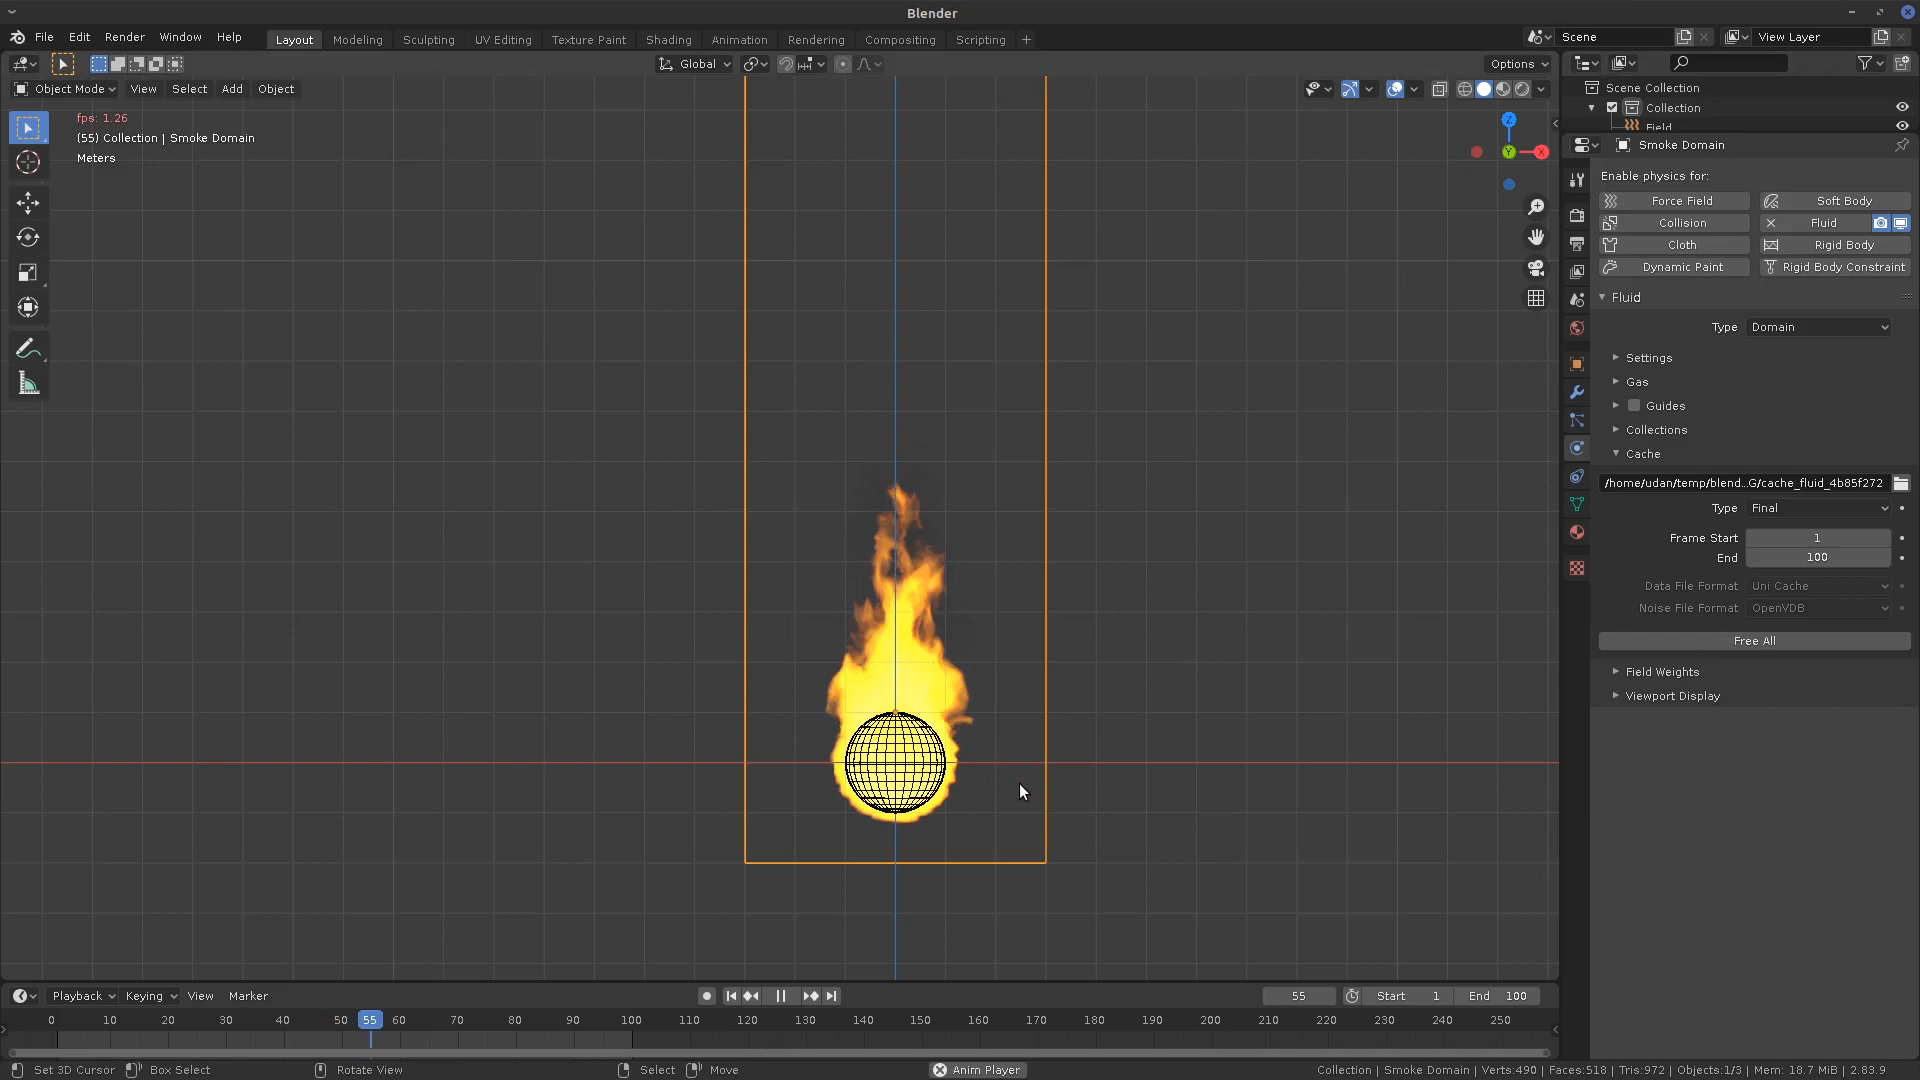 Blender
File Edit Render Window Help Layout Modeling Sculpting UV Editing Texture Paint Shading Animation Rendering Compositing Scripting + Scene View Layer
Global Options
Object Mode View Select Add Object
fps: 1.26
(55) Collection | Smoke Domain
Meters
Z
Y
X
Scene Collection
Collection
Field
Smoke Domain
Enable physics for:
Force Field Soft Body
Collision Fluid
Cloth Rigid Body
Dynamic Paint Rigid Body Constraint
Fluid
Type Domain
Settings
Gas
Guides
Collections
Cache
/home/udan/temp/blend...G/cache_fluid_4b85f272
Type Final
Frame Start 1
End 100
Data File Format Uni Cache
Noise File Format OpenVDB
Free All
Field Weights
Viewport Display
Playback Keying View Marker 55 Start 1 End 100
0 10 20 30 40 50 55 60 70 80 90 100 110 120 130 140 150 160 170 180 190 200 210 220 230 240 250
Set 3D Cursor Box Select Rotate View Select Move Anim Player Collection | Smoke Domain | Verts:490 | Faces:518 | Tris:972 | Objects:1/3 | Mem: 18.7 MiB | 2.83.9